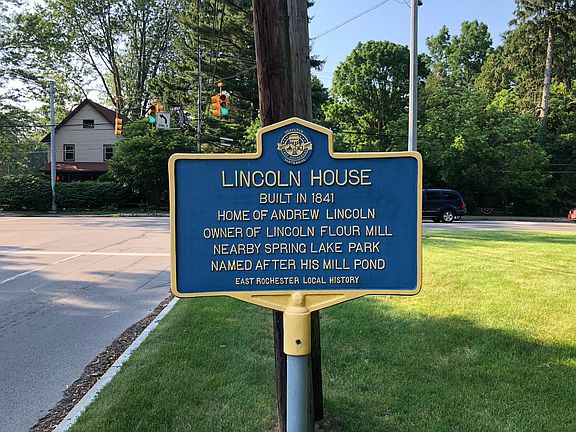 LINCOLN HOUSE
BUILT IN 1841
HOME OF ANDREW LINCOLN
OWNER OF LINCOLN FLOUR MILL
NEARBY SPRING LAKE PARK
NAMED AFTER HIS MILL POND
EAST ROCHESTER LOCAL HISTORY